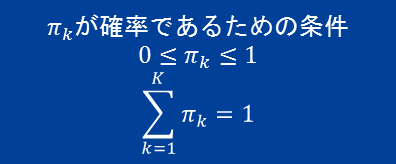 π_kが確率であるための条件
0 ≤ π_k ≤ 1
∑_{k=1}^{K} π_k = 1